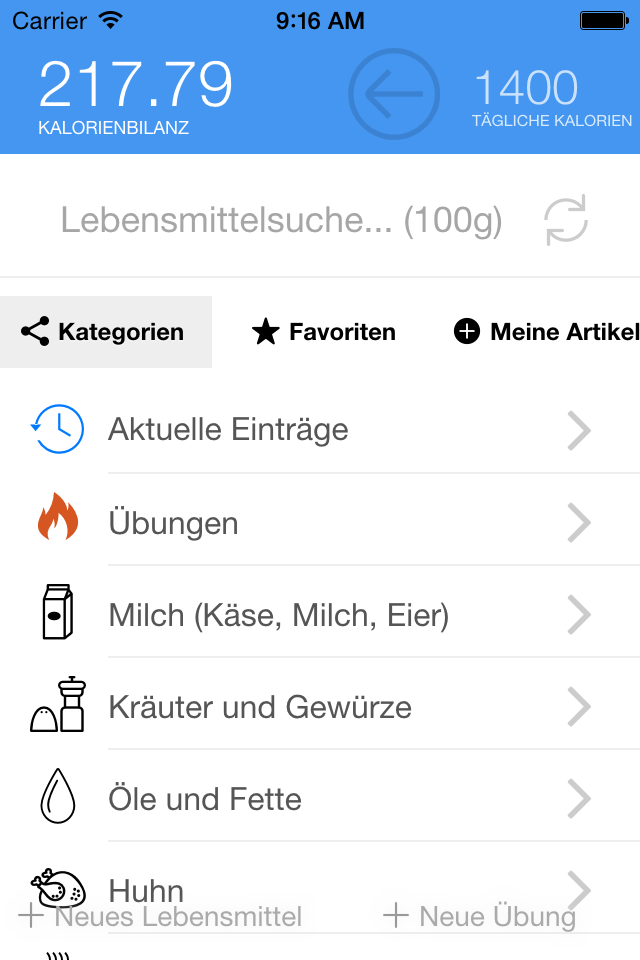 Carrier 9:16 AM
217.79 1400
KALORIENBILANZ TÄGLICHE KALORIEN
Lebensmittelsuche... (100g)
Kategorien Favoriten Meine Artikel
Aktuelle Einträge
Übungen
Milch (Käse, Milch, Eier)
Kräuter und Gewürze
Öle und Fette
Huhn
Neues Lebensmittel Neue Übung